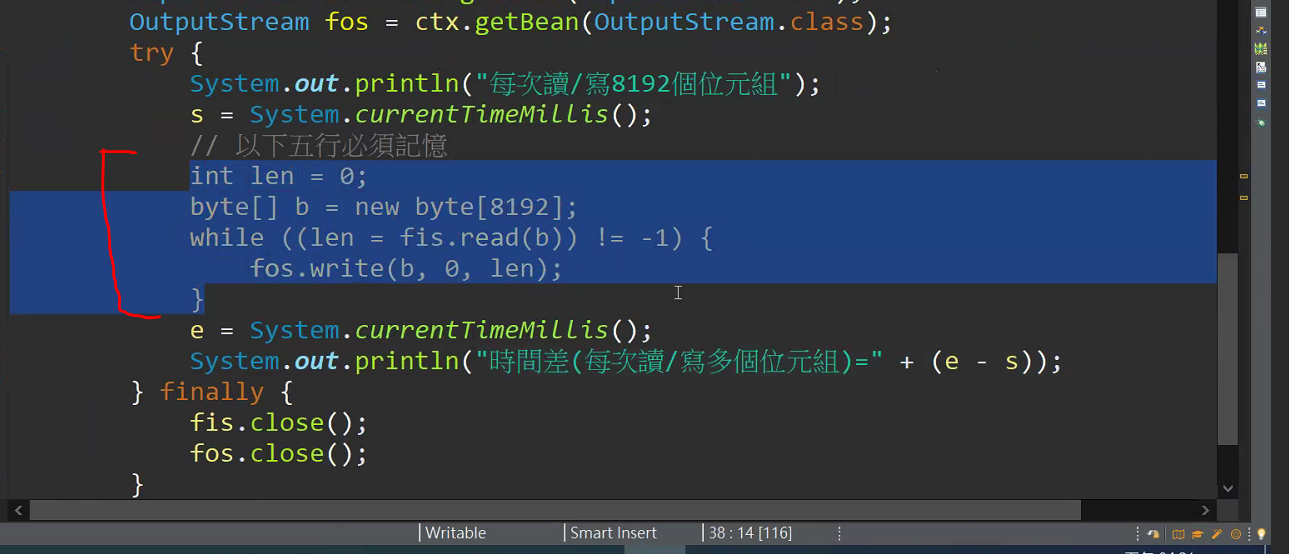 OutputStream fos = ctx.getBean(OutputStream.class);
try {
System.out.println("每次讀/寫8192個位元組");
s = System.currentTimeMillis();
// 以下五行必須記憶
int len = 0;
byte[] b = new byte[8192];
while ((len = fis.read(b)) != -1) {
fos.write(b, 0, len);
}
e = System.currentTimeMillis();
System.out.println("時間差(每次讀/寫多個位元組)=" + (e - s));
} finally {
fis.close();
fos.close();
}
Writable
Smart Insert
38 : 14 [116]